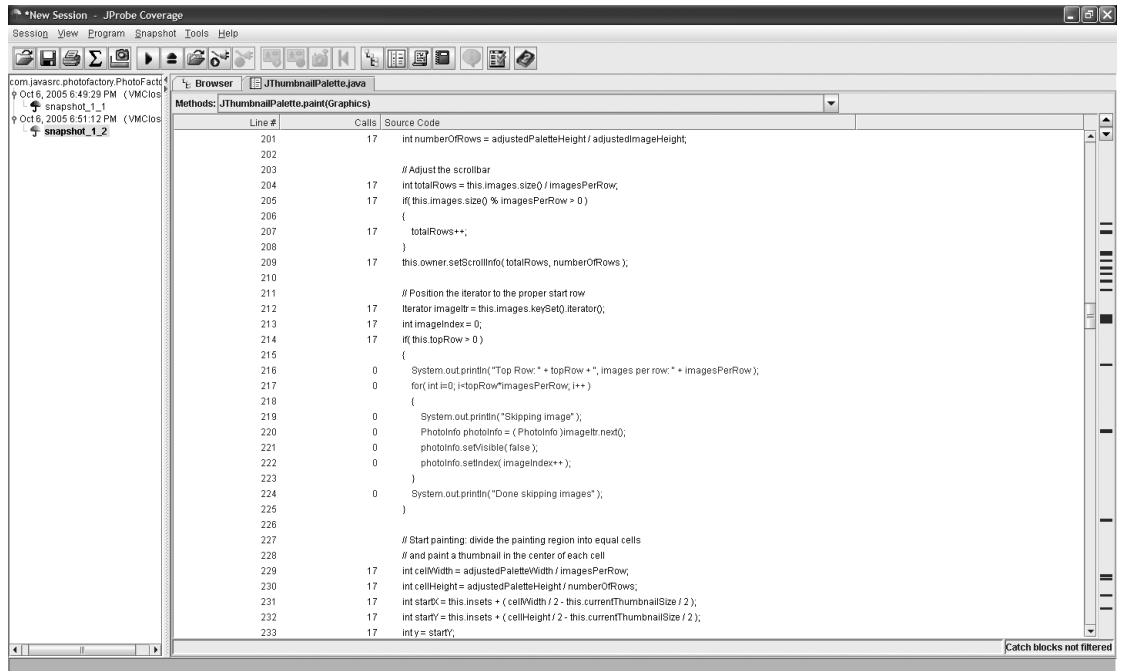 *New Session - JProbe Coverage
Session View Program Snapshot Tools Help
com.javasrc.photofactory.PhotoFacto
Oct 6, 2005 6:49:29 PM (VMClos
snapshot_1_1
Oct 6, 2005 6:51:12 PM (VMClos
snapshot_1_2
Browser JThumbnailPalette.java
Methods: JThumbnailPalette.paint(Graphics)
Line # Calls Source Code
201 17 int numberOfRows = adjustedPaletteHeight / adjustedImageHeight;
202
203 // Adjust the scrollbar
204 17 int totalRows = this.images.size() / imagesPerRow;
205 17 if( this.images.size() % imagesPerRow > 0 )
206 {
207 17 totalRows++;
208 }
209 17 this.owner.setScrollInfo( totalRows, numberOfRows );
210
211 // Position the iterator to the proper start row
212 17 Iterator imageItr = this.images.keySet().iterator();
213 17 int imageIndex = 0;
214 17 if( this.topRow > 0 )
215 {
216 0 System.out.println( "Top Row: " + topRow + ", images per row: " + imagesPerRow );
217 0 for( int i=0; i<topRow*imagesPerRow; i++ )
218 {
219 0 System.out.println( "Skipping image" );
220 0 PhotoInfo photoInfo = ( PhotoInfo )imageItr.next();
221 0 photoInfo.setVisible( false );
222 0 photoInfo.setIndex( imageIndex++ );
223 }
224 0 System.out.println( "Done skipping images" );
225 }
226
227 // Start painting: divide the painting region into equal cells
228 // and paint a thumbnail in the center of each cell
229 17 int cellWidth = adjustedPaletteWidth / imagesPerRow;
230 17 int cellHeight = adjustedPaletteHeight / numberOfRows;
231 17 int startX = this.insets + ( cellWidth / 2 - this.currentThumbnailSize / 2 );
232 17 int startY = this.insets + ( cellHeight / 2 - this.currentThumbnailSize / 2 );
233 17 int y = startY;
Catch blocks not filtered